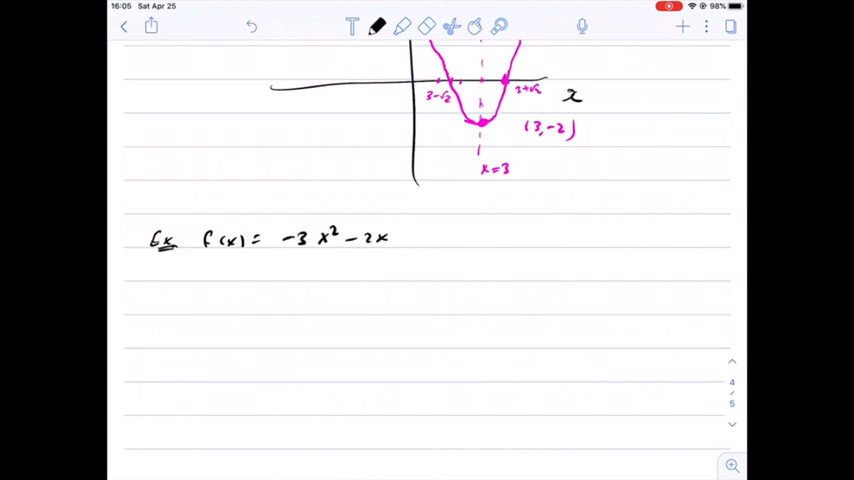 16:05 Sat Apr 25
98%
T
3-√2
3+√2
x
(3,-2)
x=3
Ex f(x) = -3x² - 2x
4
/
5